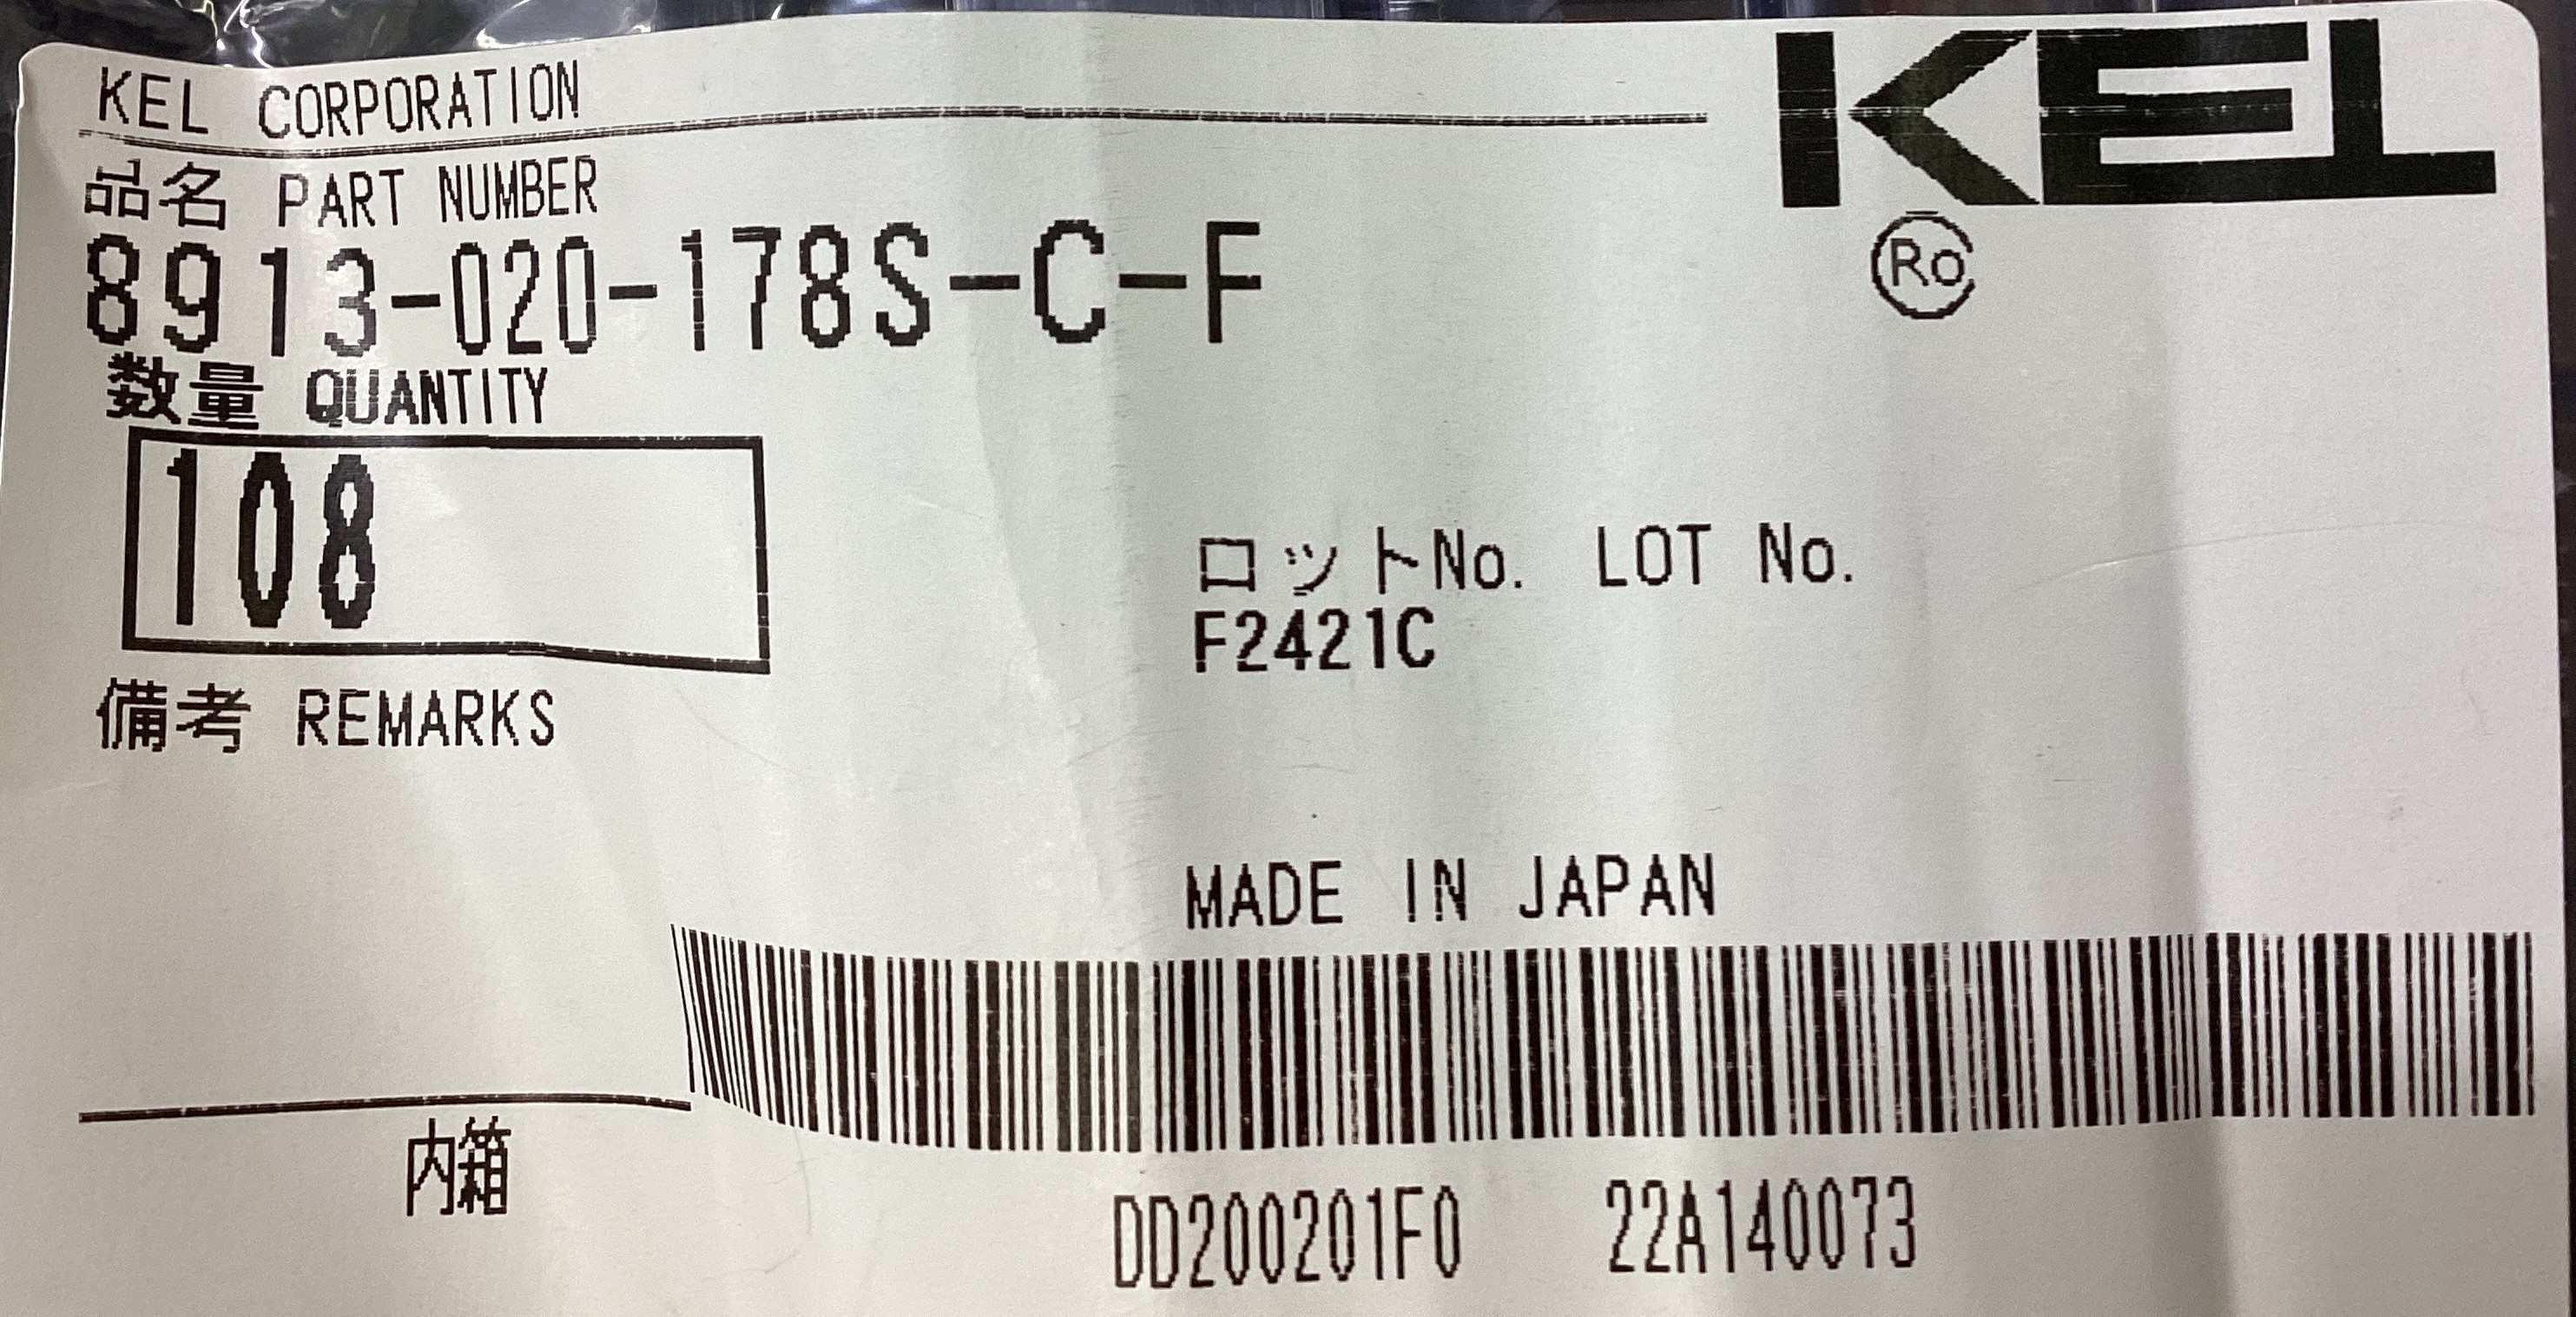 KEL CORPORATION
KEL
品名 PART NUMBER
8913-020-178S-C-F
Ro
数量 QUANTITY
108
ロットNo. LOT No.
F2421C
備考 REMARKS
MADE IN JAPAN
内箱
DD200201F0 22A140073